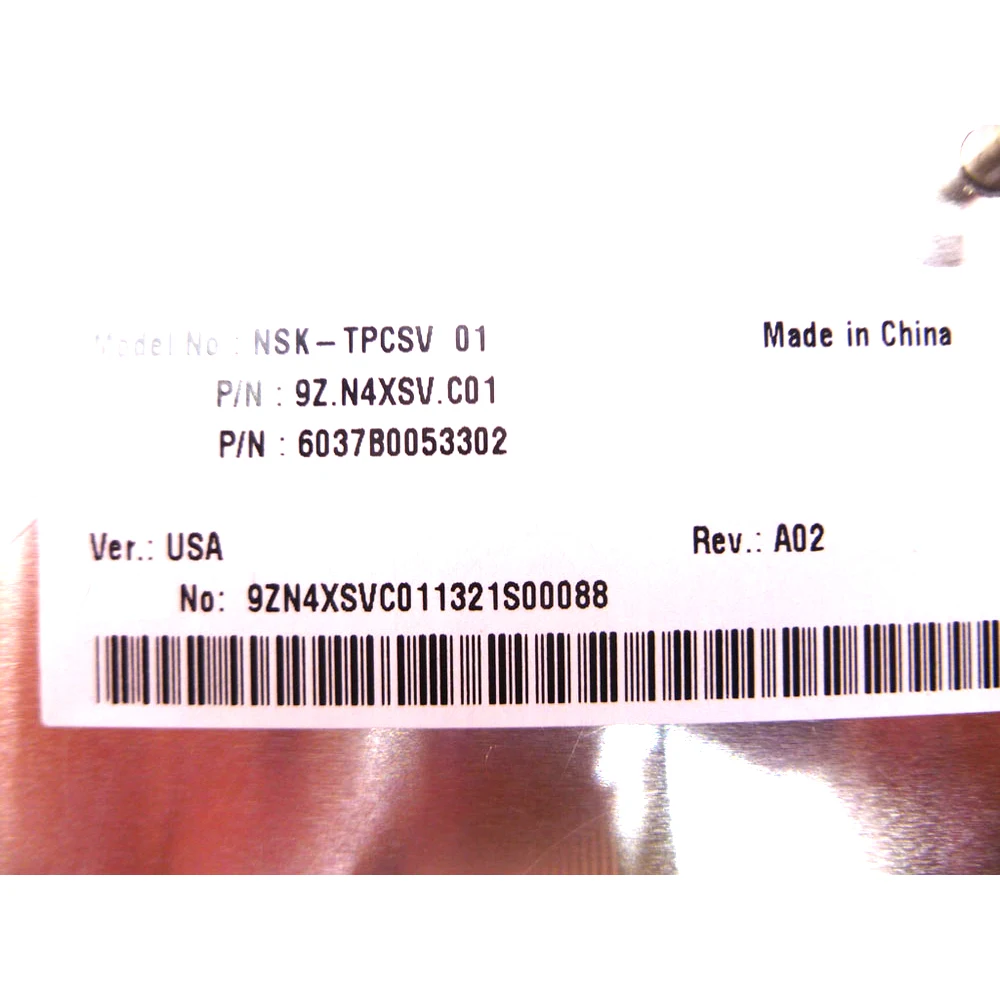 Model No : NSK-TPCSV 01
Made in China
P/N : 9Z.N4XSV.C01
P/N : 6037B0053302
Ver.: USA
Rev.: A02
No: 9ZN4XSVC011321S00088